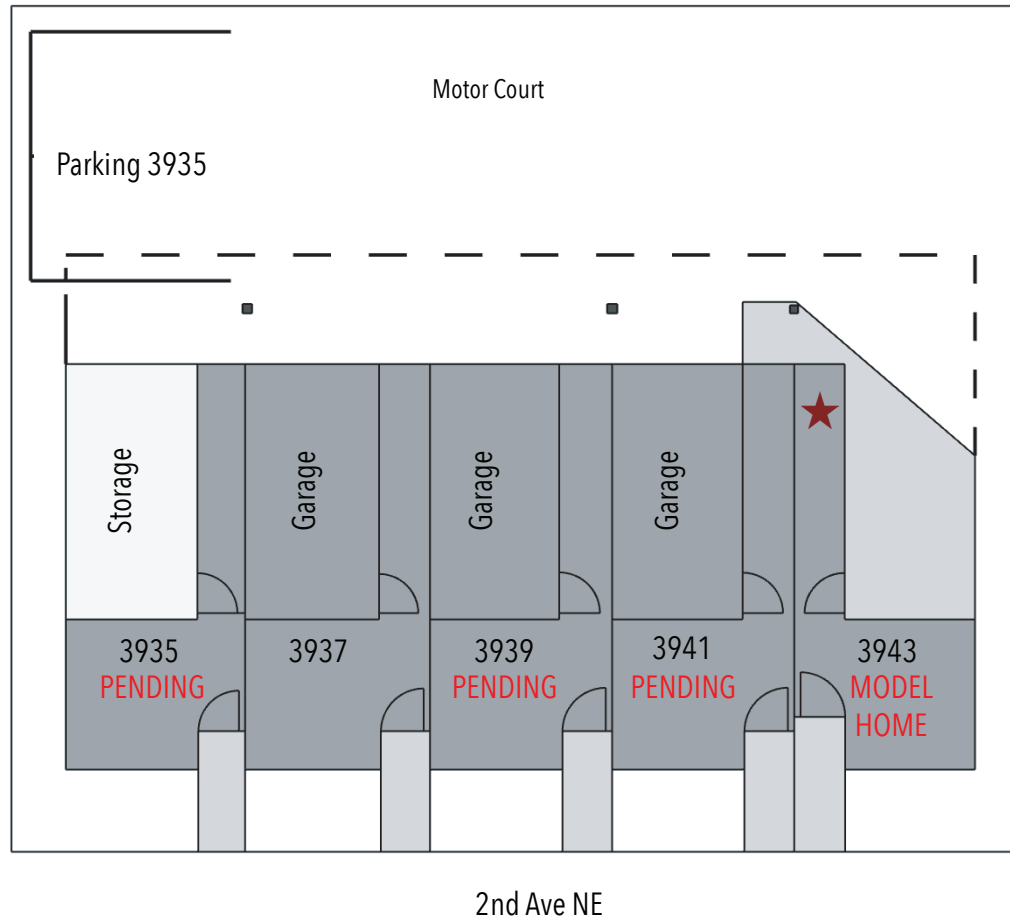 Motor Court
Parking 3935
Storage
Garage
Garage
Garage
3935
PENDING
3937
3939
PENDING
3941
PENDING
3943
MODEL
HOME
2nd Ave NE